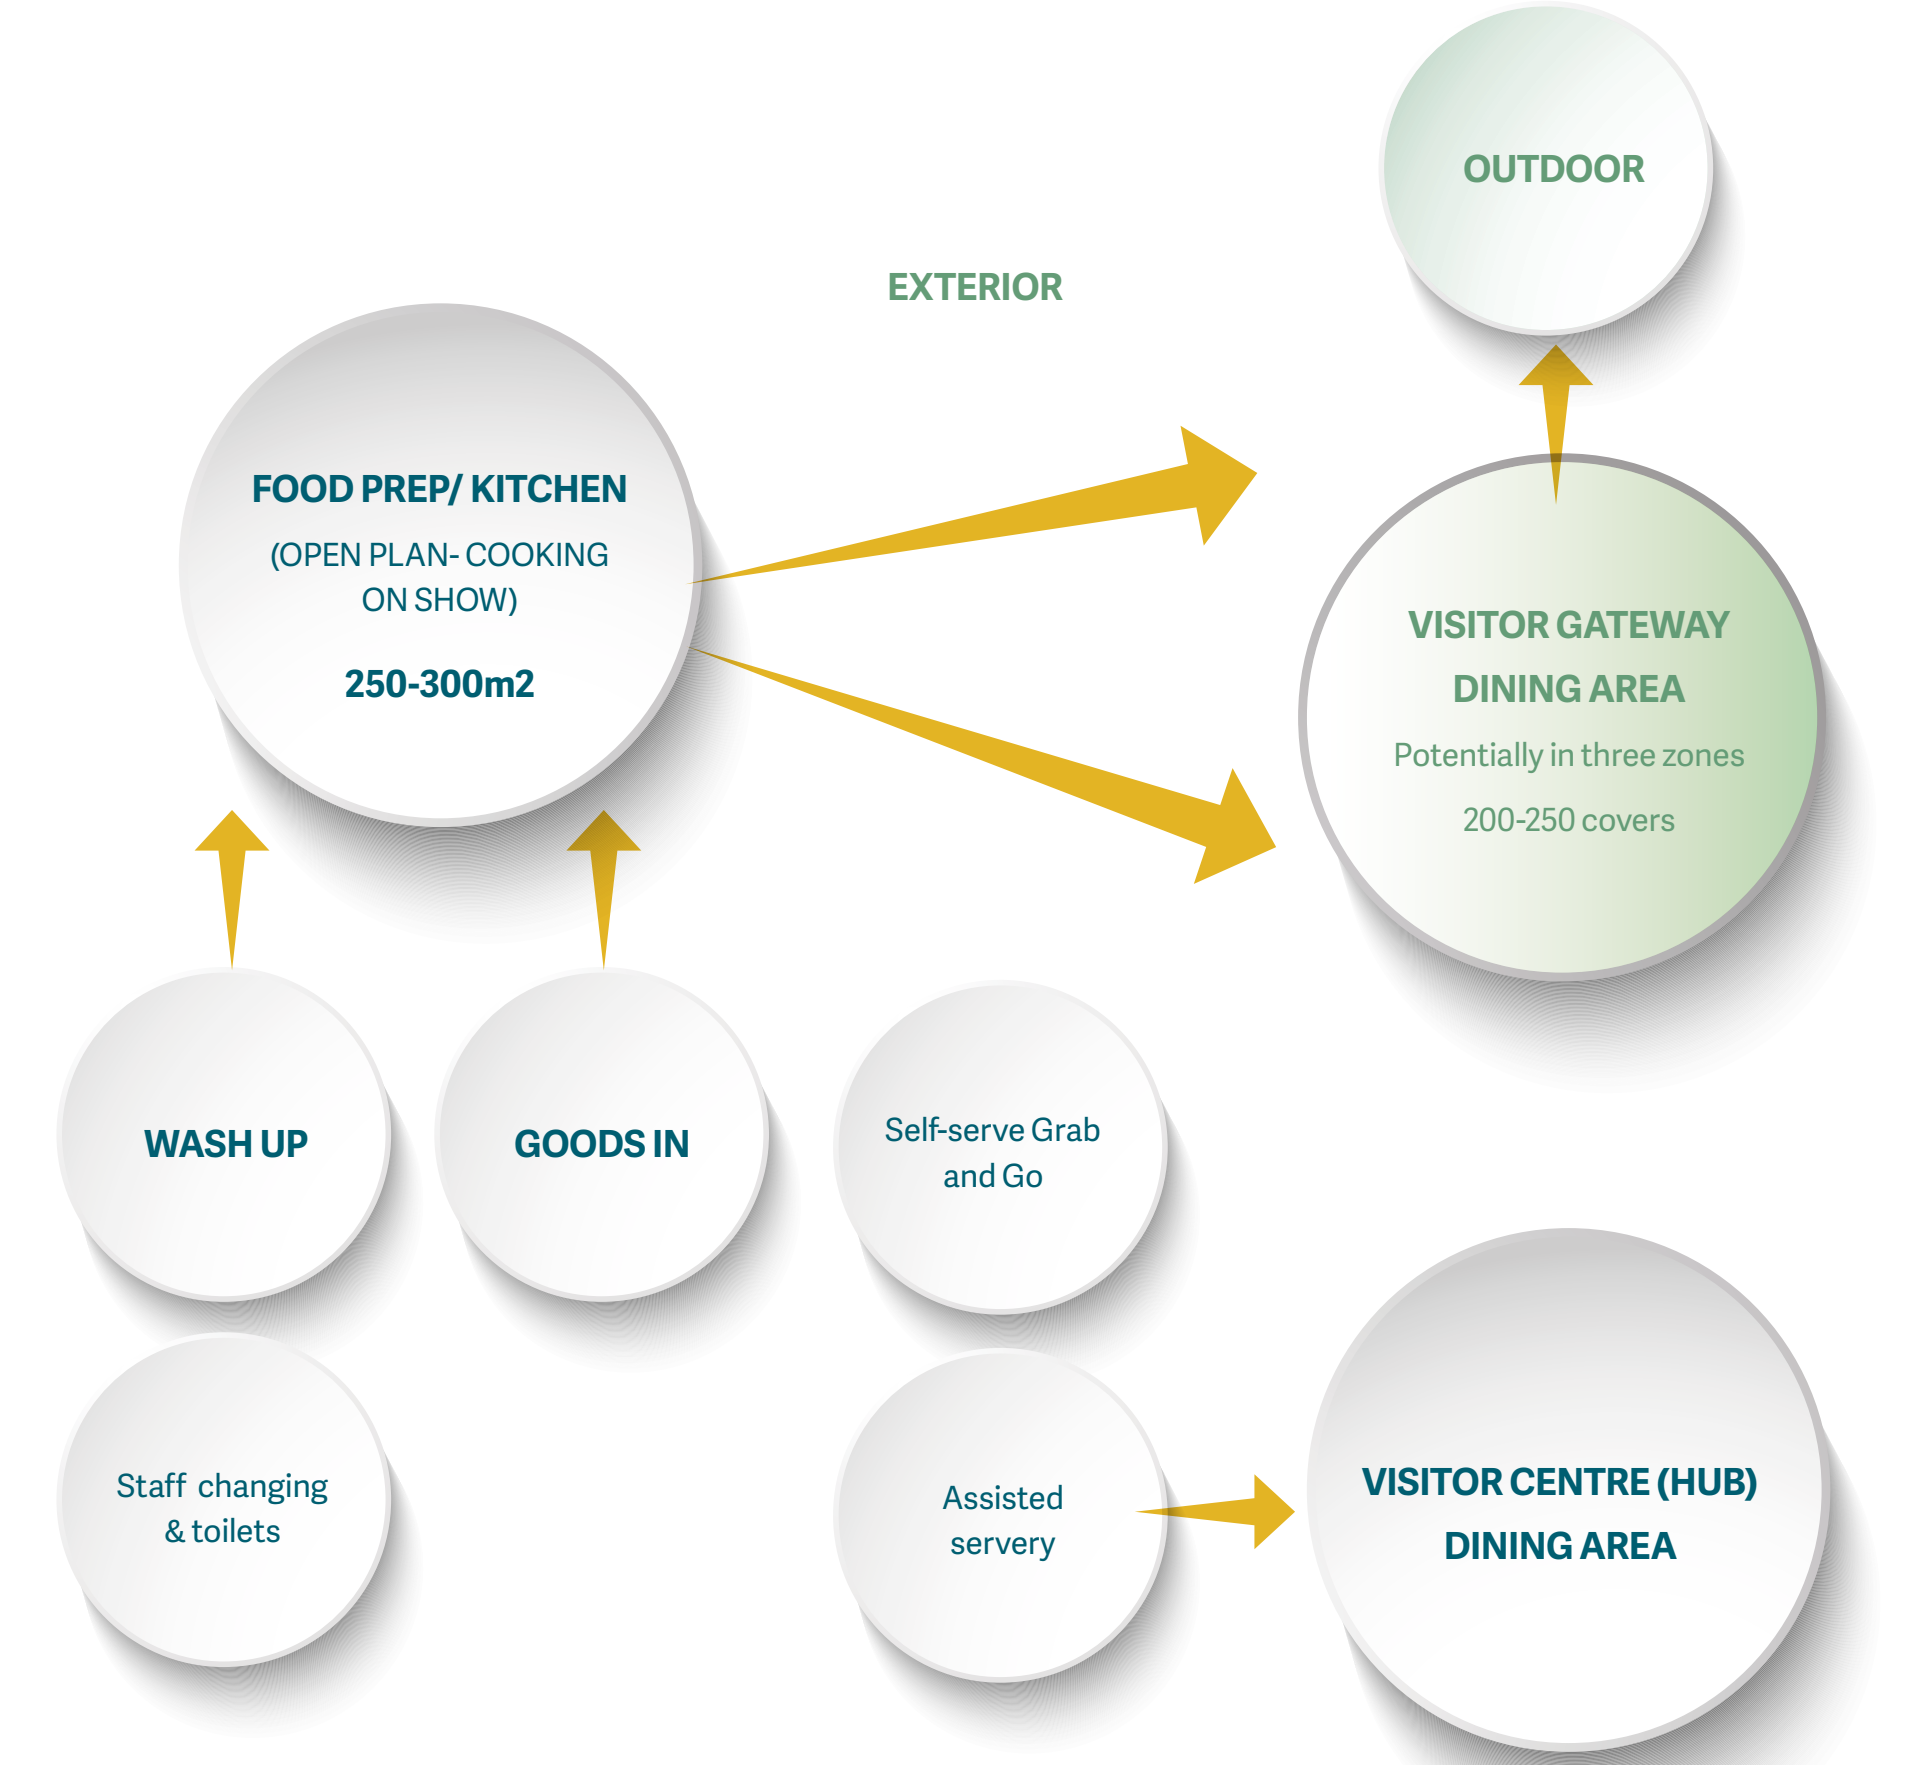 OUTDOOR
EXTERIOR
FOOD PREP/ KITCHEN
(OPEN PLAN- COOKING
ON SHOW)
250-300m2
VISITOR GATEWAY
DINING AREA
Potentially in three zones
200-250 covers
WASH UP
GOODS IN
Self-serve Grab
and Go
Staff changing
& toilets
Assisted
servery
VISITOR CENTRE (HUB)
DINING AREA